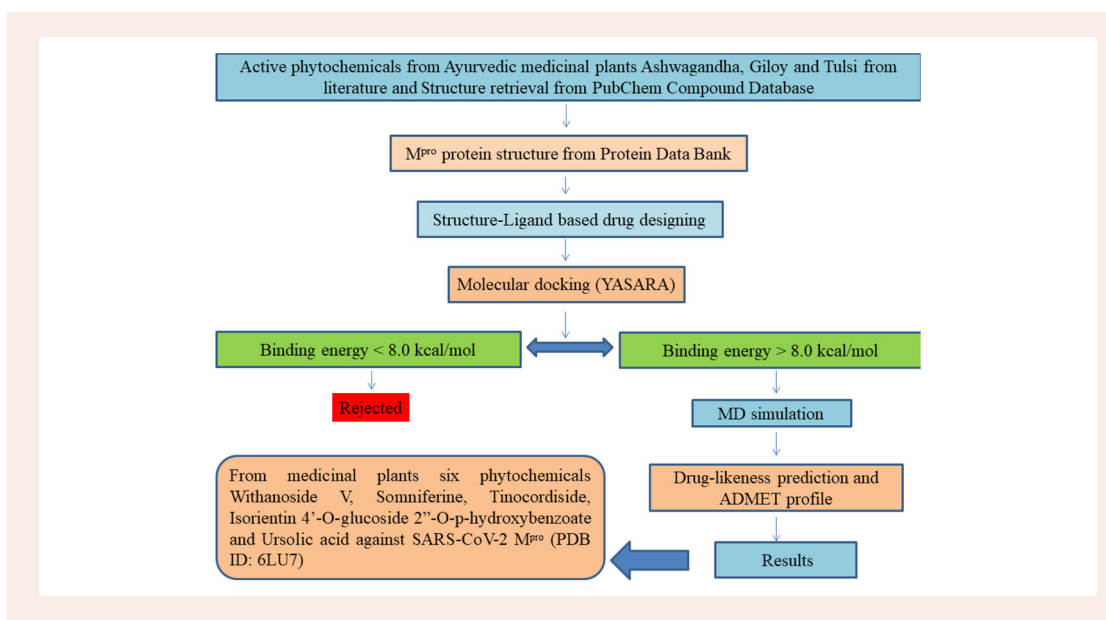 Active phytochemicals from Ayurvedic medicinal plants Ashwagandha, Giloy and Tulsi from
literature and Structure retrieval from PubChem Compound Database
Mᵖʳᵒ protein structure from Protein Data Bank
Structure-Ligand based drug designing
Molecular docking (YASARA)
Binding energy < 8.0 kcal/mol
Binding energy > 8.0 kcal/mol
Rejected
MD simulation
Drug-likeness prediction and
ADMET profile
Results
From medicinal plants six phytochemicals
Withanoside V, Somniferine, Tinocordiside,
Isorientin 4’-O-glucoside 2”-O-p-hydroxybenzoate
and Ursolic acid against SARS-CoV-2 Mᵖʳᵒ (PDB
ID: 6LU7)